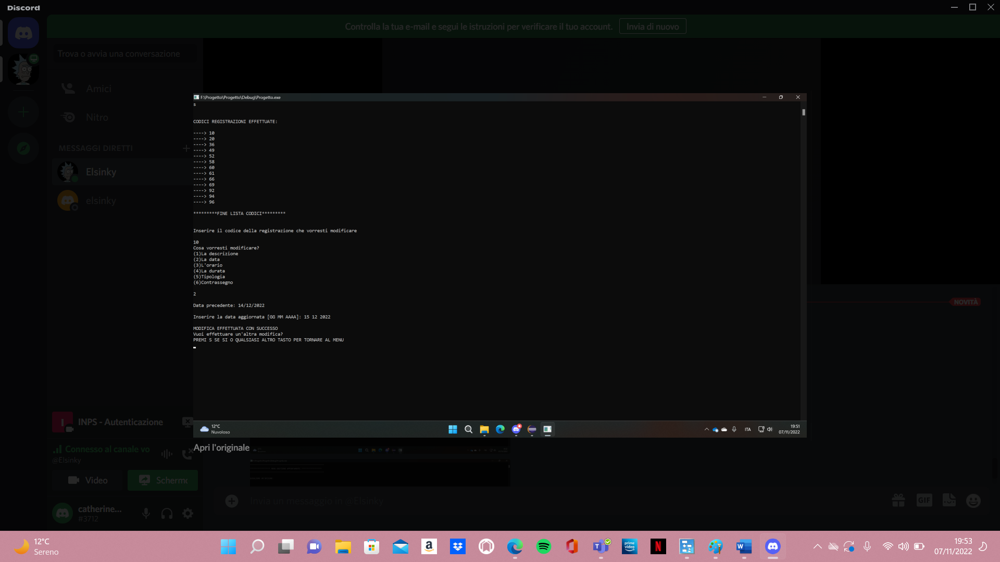 Discord
Controlla la tua e-mail e segui le istruzioni per verificare il tuo account.
Invia di nuovo
Trova o avvia una conversazione
Amici
Nitro
MESSAGGI DIRETTI
Elsinky
elsinky
F:\Progetto\Progetto\Debug\Progetto.exe
s
CODICI REGISTRAZIONI EFFETTUATE:
----> 10
----> 20
----> 36
----> 49
----> 52
----> 58
----> 60
----> 61
----> 66
----> 69
----> 92
----> 94
----> 96
*********FINE LISTA CODICI*********
Inserire il codice della registrazione che vorresti modificare
10
Cosa vorresti modificare?
(1)La descrizione
(2)La data
(3)L'orario
(4)La durata
(5)Tipologia
(6)Contrassegno
2
Data precedente: 14/12/2022
Inserire la data aggiornata [GG MM AAAA]: 15 12 2022
MODIFICA EFFETTUATA CON SUCCESSO
Vuoi effettuare un'altra modifica?
PREMI S SE SI O QUALSIASI ALTRO TASTO PER TORNARE AL MENU
NOVITÀ
12°C
Nuvoloso
ITA
19:51
07/11/2022
Apri l'originale
I
INPS - Autenticazione
Connesso al canale vo
@Elsinky
Video
Schermo
catherine...
#3712
Invia un messaggio in @Elsinky
GIF
12°C
Sereno
a
prime video
N
T
W
19:53
07/11/2022